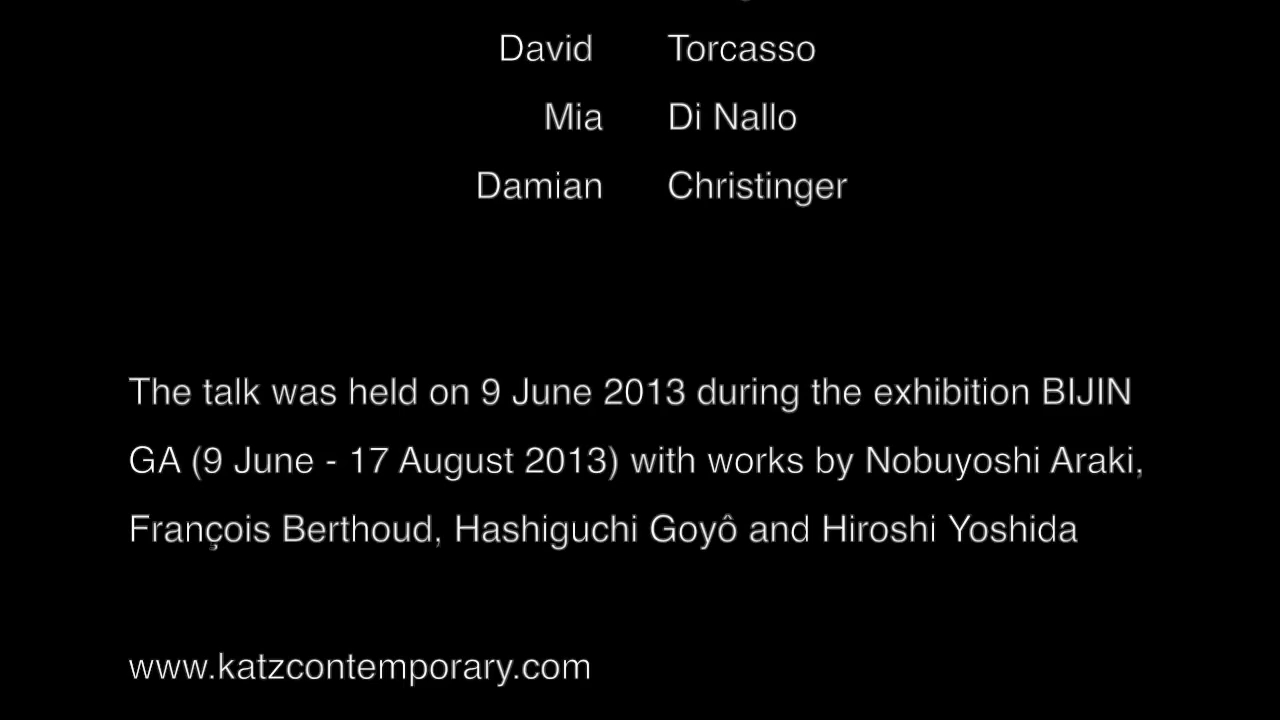 David Torcasso
Mia Di Nallo
Damian Christinger
The talk was held on 9 June 2013 during the exhibition BIJIN
GA (9 June - 17 August 2013) with works by Nobuyoshi Araki,
François Berthoud, Hashiguchi Goyô and Hiroshi Yoshida
www.katzcontemporary.com